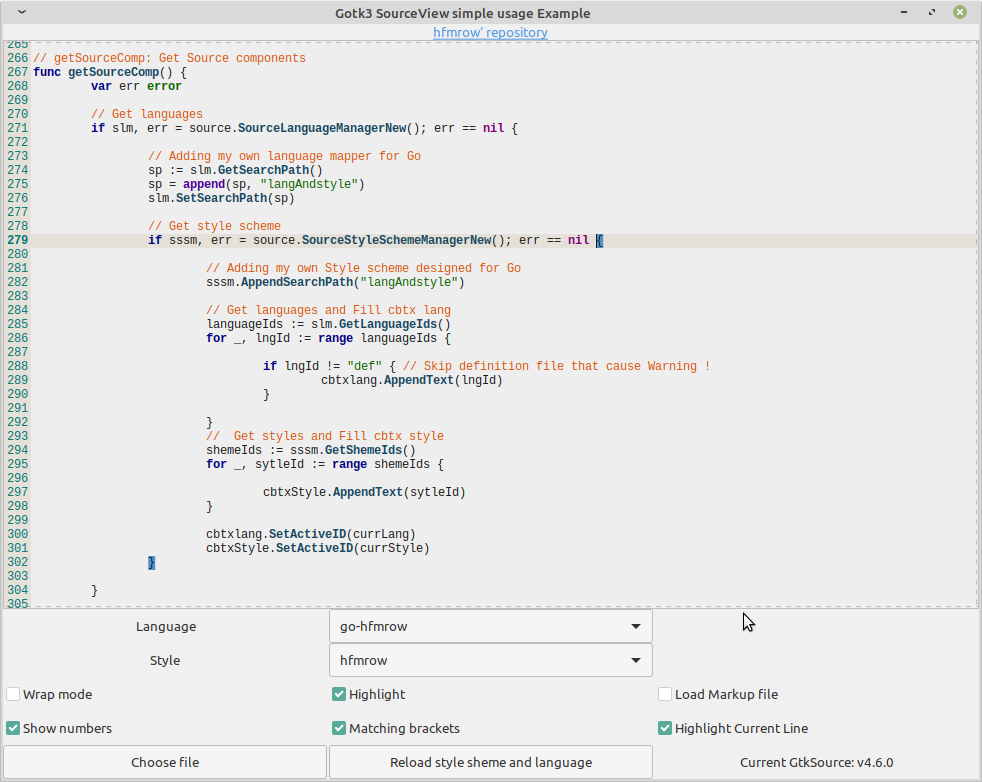 Gotk3 SourceView simple usage Example
hfmrow' repository
265
266 // getSourceComp: Get Source components
267 func getSourceComp() {
268 var err error
269
270 // Get languages
271 if slm, err = source.SourceLanguageManagerNew(); err == nil {
272
273 // Adding my own language mapper for Go
274 sp := slm.GetSearchPath()
275 sp = append(sp, "langAndstyle")
276 slm.SetSearchPath(sp)
277
278 // Get style scheme
279 if sssm, err = source.SourceStyleSchemeManagerNew(); err == nil {
280
281 // Adding my own Style scheme designed for Go
282 sssm.AppendSearchPath("langAndstyle")
283
284 // Get languages and Fill cbtx lang
285 languageIds := slm.GetLanguageIds()
286 for _, lngId := range languageIds {
287
288 if lngId != "def" { // Skip definition file that cause Warning !
289 cbtxlang.AppendText(lngId)
290 }
291
292 }
293 //  Get styles and Fill cbtx style
294 shemeIds := sssm.GetShemeIds()
295 for _, sytleId := range shemeIds {
296
297 cbtxStyle.AppendText(sytleId)
298 }
299
300 cbtxlang.SetActiveID(currLang)
301 cbtxStyle.SetActiveID(currStyle)
302 }
303
304 }
305
Language go-hfmrow
Style hfmrow
Wrap mode Highlight Load Markup file
Show numbers Matching brackets Highlight Current Line
Choose file Reload style sheme and language Current GtkSource: v4.6.0